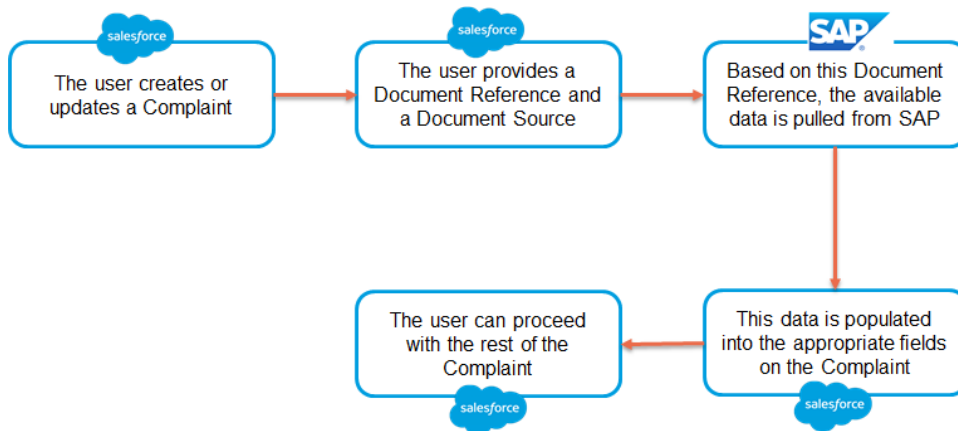 salesforce
The user creates or
updates a Complaint
salesforce
The user provides a
Document Reference and
a Document Source
SAP
Based on this Document
Reference, the available
data is pulled from SAP
This data is populated
into the appropriate fields
on the Complaint
salesforce
The user can proceed
with the rest of the
Complaint
salesforce